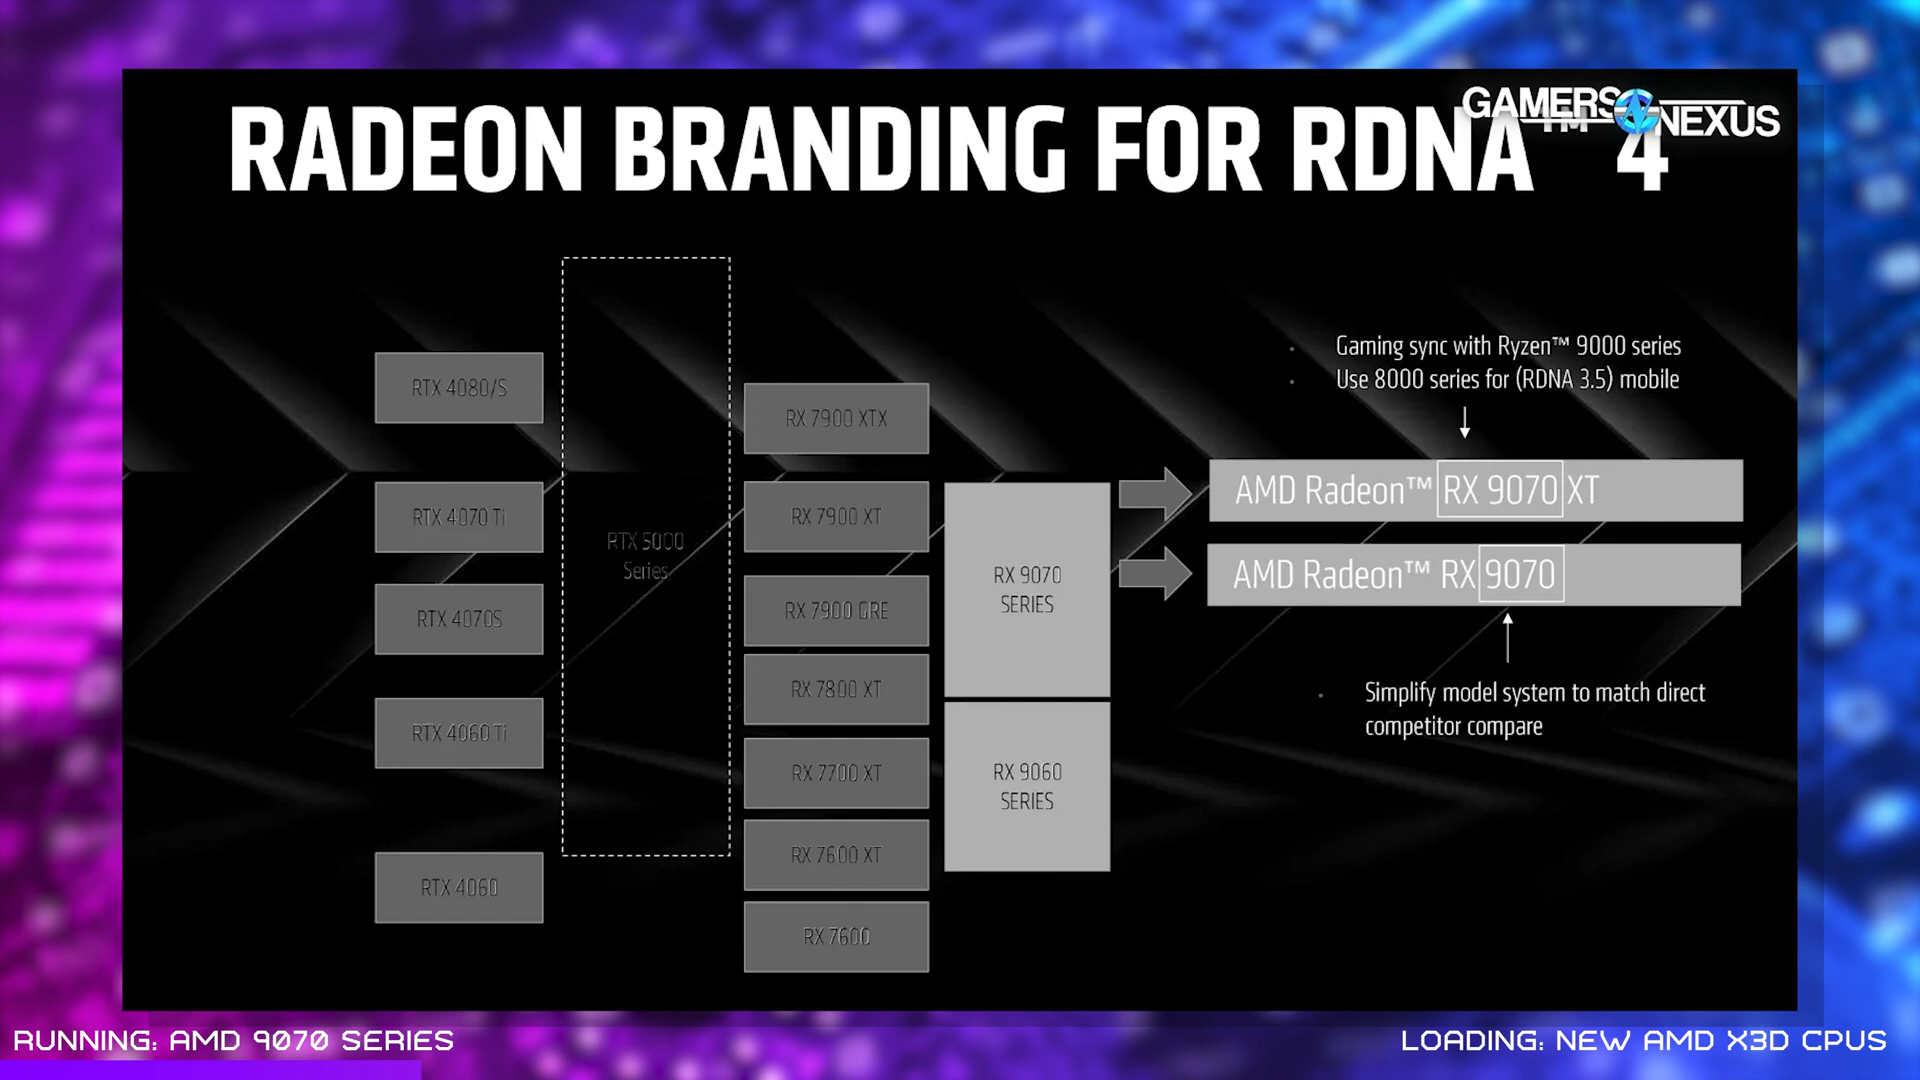 GAMERS NEXUS
RADEON BRANDING FOR RDNA™ 4
RTX 4080/S
RTX 4070 Ti
RTX 4070S
RTX 4060 Ti
RTX 4060
RTX 5000
Series
RX 7900 XTX
RX 7900 XT
RX 7900 GRE
RX 7800 XT
RX 7700 XT
RX 7600 XT
RX 7600
RX 9070
SERIES
RX 9060
SERIES
Gaming sync with Ryzen™ 9000 series
Use 8000 series for (RDNA 3.5) mobile
AMD Radeon™ RX 9070 XT
AMD Radeon™ RX 9070
Simplify model system to match direct
competitor compare
RUNNING: AMD 9070 SERIES
LOADING: NEW AMD X3D CPUS